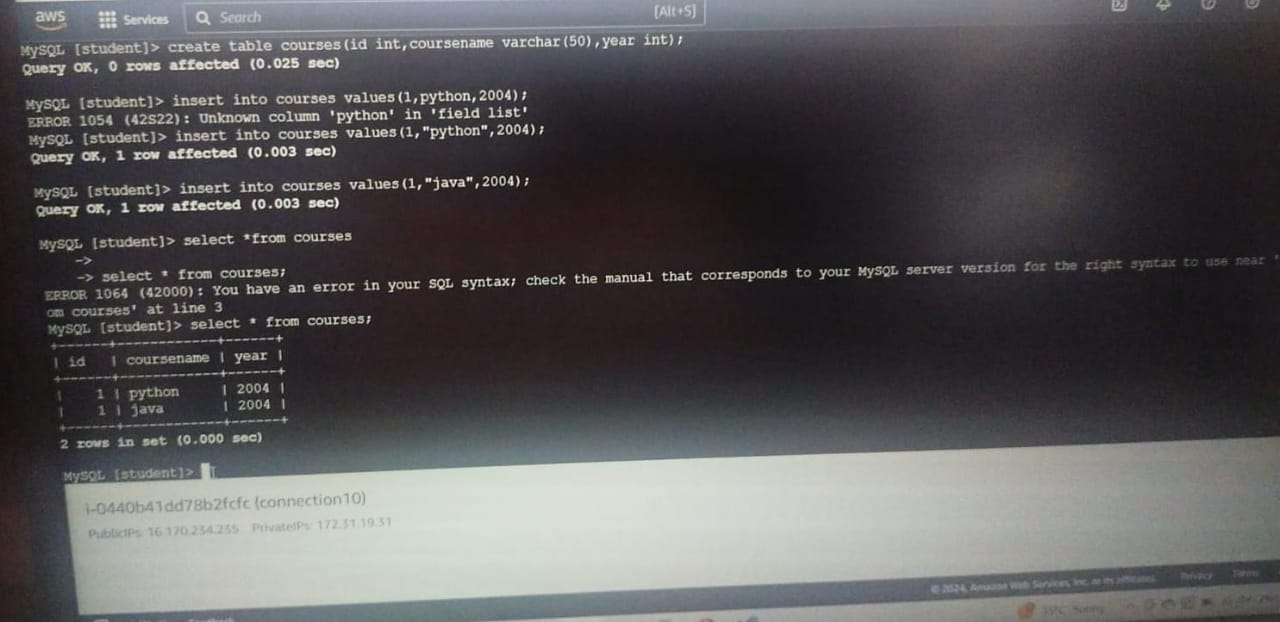 aws
Services
Search
[Alt+S]
MySQL [student]> create table courses(id int,coursename varchar(50),year int);
Query OK, 0 rows affected (0.025 sec)
MySQL [student]> insert into courses values(1,python,2004);
ERROR 1054 (42S22): Unknown column 'python' in 'field list'
MySQL [student]> insert into courses values(1,"python",2004);
Query OK, 1 row affected (0.003 sec)
MySQL [student]> insert into courses values(1,"java",2004);
Query OK, 1 row affected (0.003 sec)
MySQL [student]> select *from courses
->
-> select * from courses;
ERROR 1064 (42000): You have an error in your SQL syntax; check the manual that corresponds to your MySQL server version for the right syntax to use near '
om courses' at line 3
MySQL [student]> select * from courses;
+------+------------+------+
| id | coursename | year |
+------+------------+------+
| 1 | python | 2004 |
| 1 | java | 2004 |
+------+------------+------+
2 rows in set (0.000 sec)
MySQL [student]>
i-0440b41dd78b2fcfc (connection10)
PublicIPs: 16.170.234.235 PrivateIPs: 172.31.19.31
© 2024, Amazon Web Services, Inc. or its affiliates. Privacy Terms
Sunny